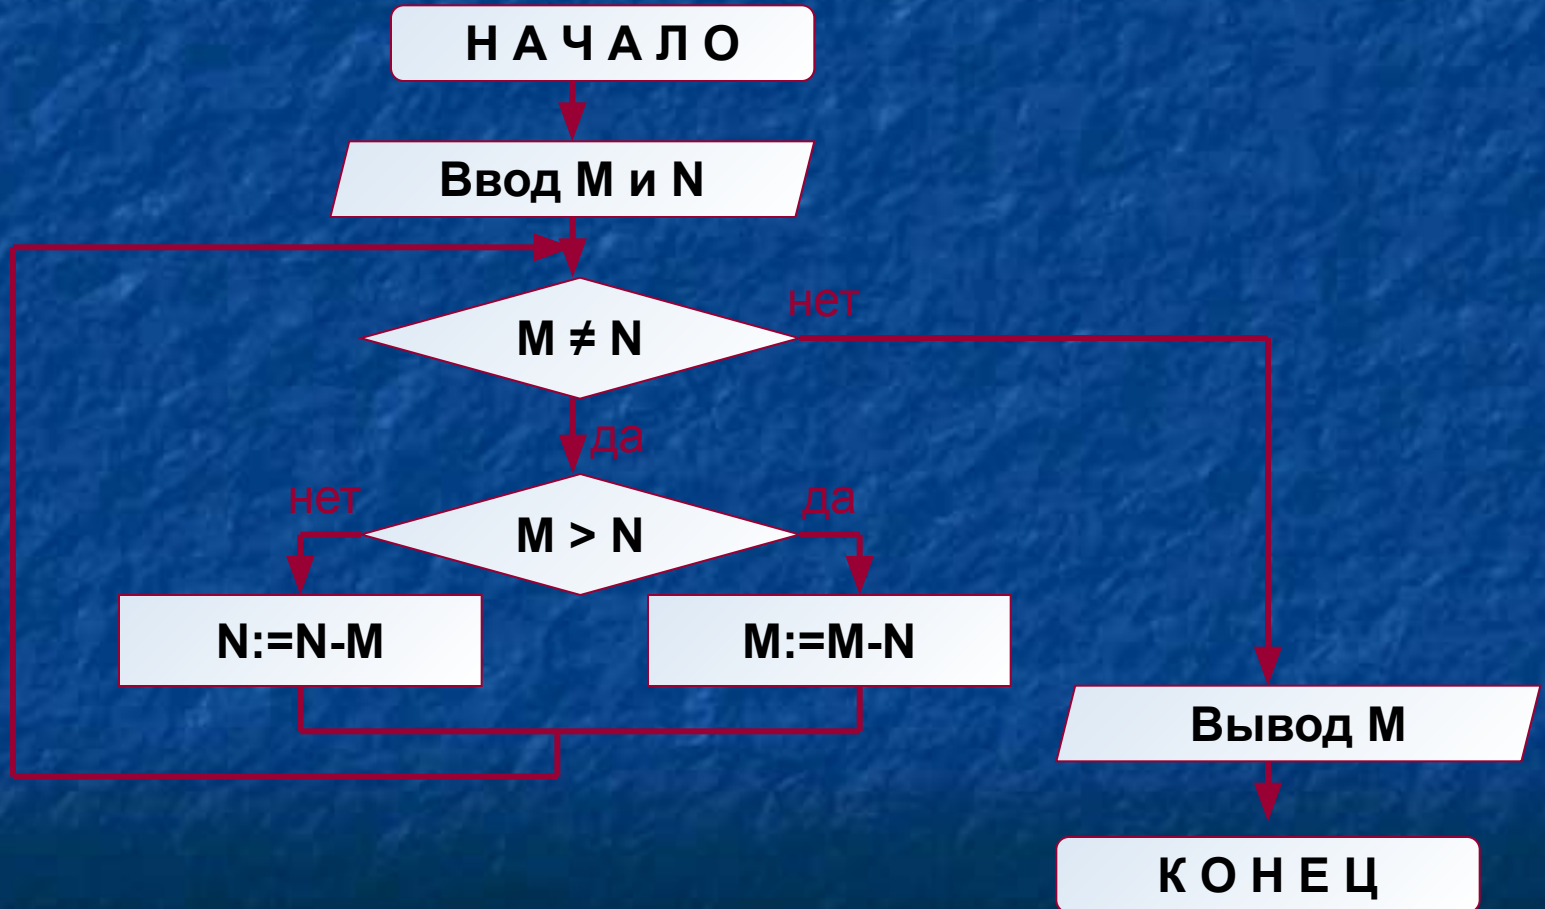 Н А Ч А Л О
Ввод M и N
M ≠ N
нет
да
M > N
нет
да
N:=N-M
M:=M-N
Вывод M
К О Н Е Ц